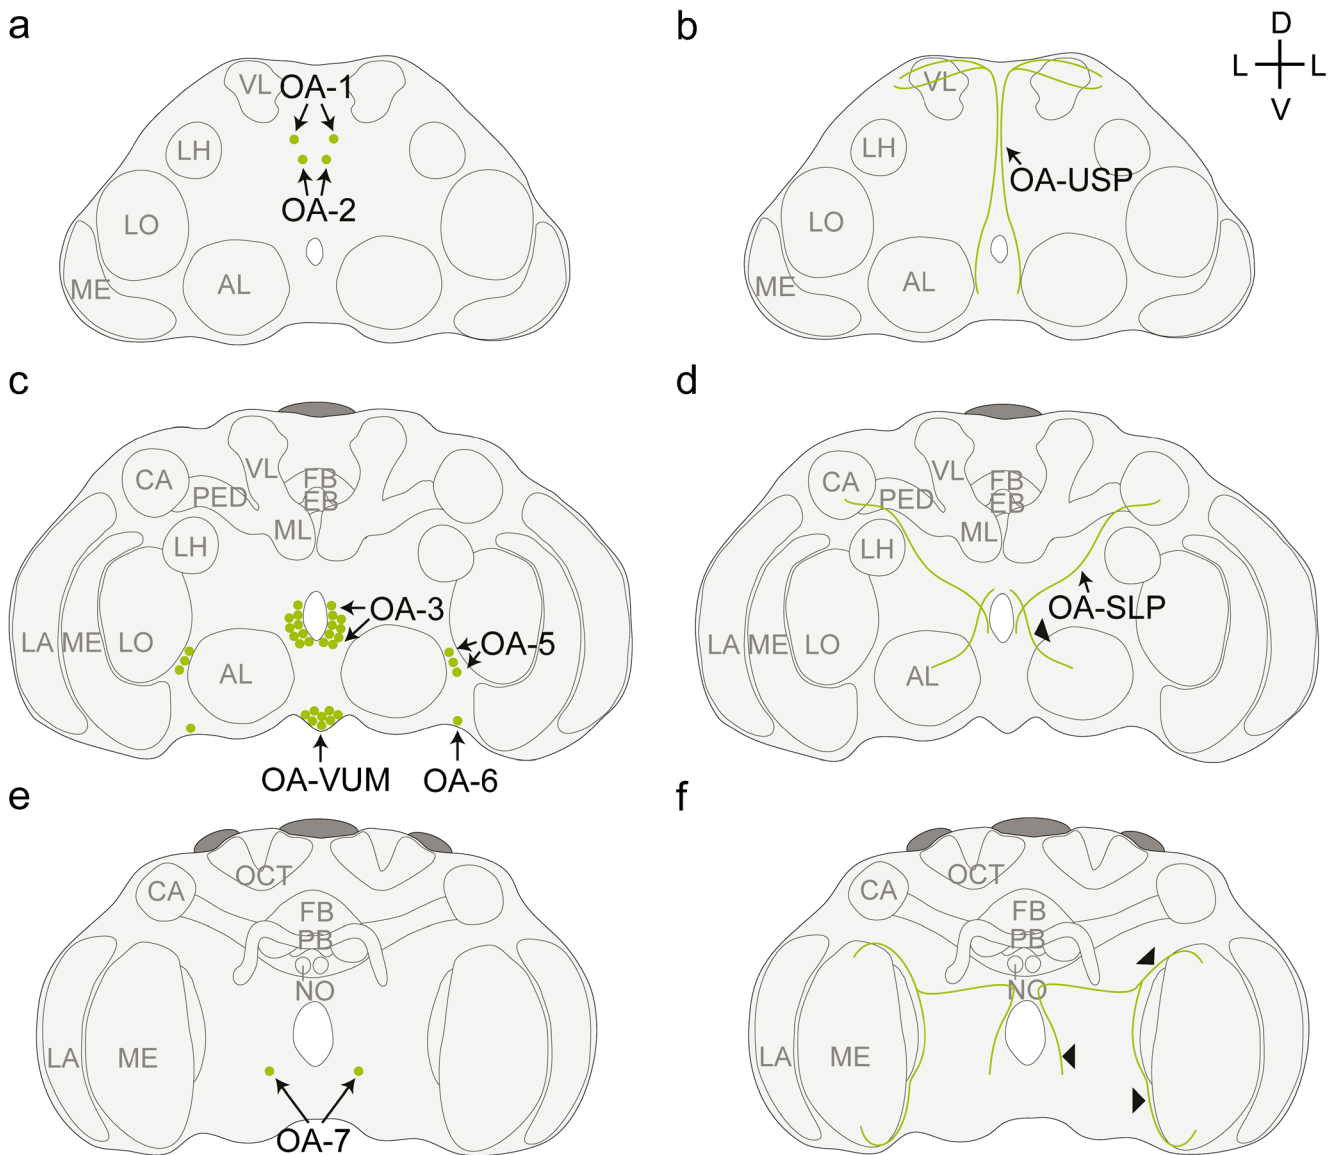 a
VL
OA-1
LH
OA-2
LO
AL
ME
b
D
L
L
V
VL
LH
OA-USP
LO
AL
ME
c
CA
VL
FB
PED
EB
ML
LH
OA-3
LA
ME
LO
OA-5
AL
OA-VUM
OA-6
d
CA
VL
FB
PED
EB
ML
LH
OA-SLP
LA
ME
LO
AL
e
OCT
CA
FB
PB
NO
LA
ME
OA-7
f
OCT
CA
FB
PB
NO
LA
ME